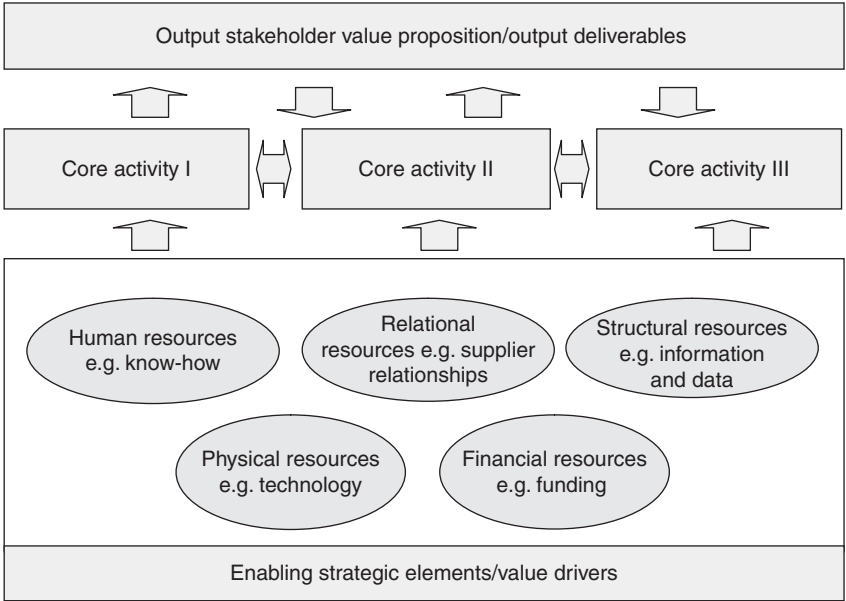 Output stakeholder value proposition/output deliverables
Core activity I
Core activity II
Core activity III
Human resources
e.g. know-how
Relational
resources e.g. supplier
relationships
Structural resources
e.g. information
and data
Physical resources
e.g. technology
Financial resources
e.g. funding
Enabling strategic elements/value drivers